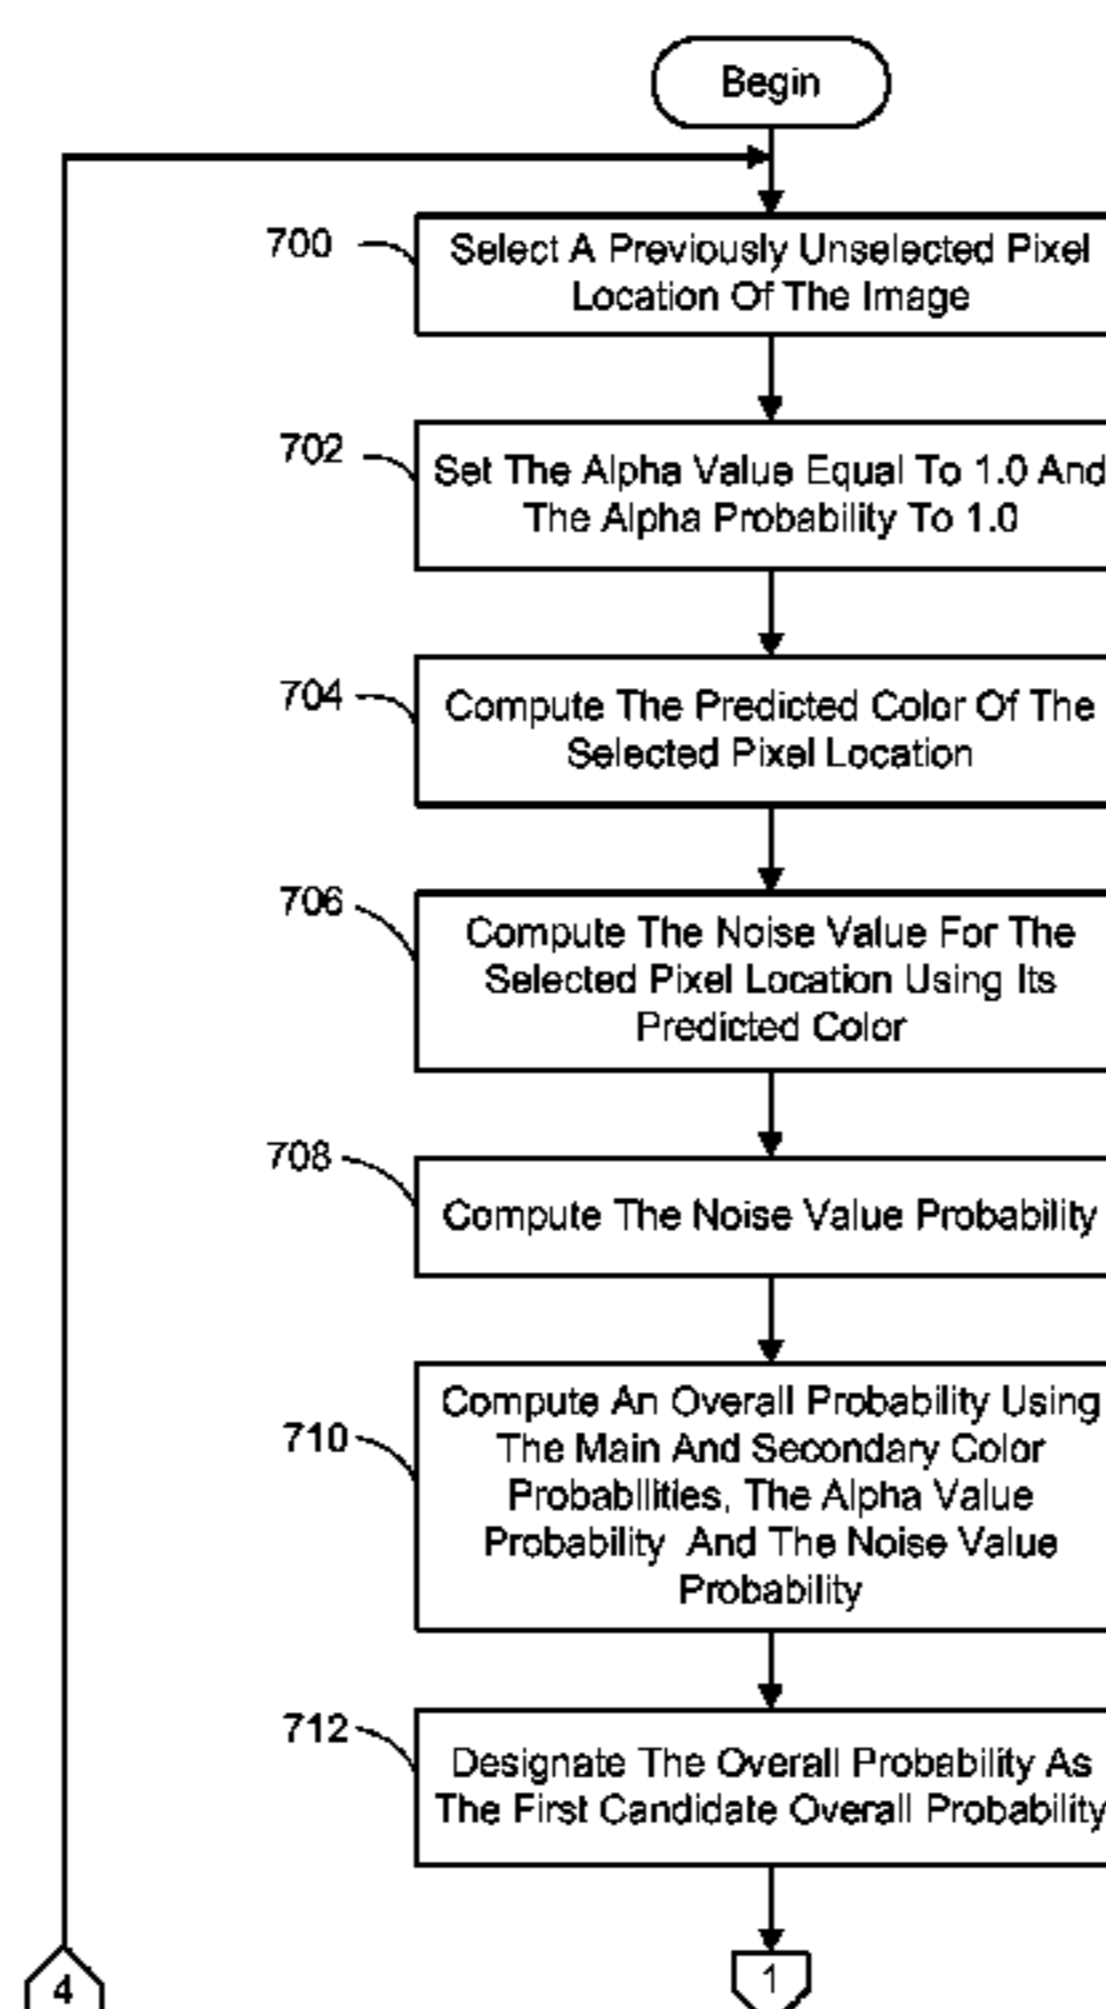 Begin
700
Select A Previously Unselected Pixel
Location Of The Image
702
Set The Alpha Value Equal To 1.0 And
The Alpha Probability To 1.0
704
Compute The Predicted Color Of The
Selected Pixel Location
706
Compute The Noise Value For The
Selected Pixel Location Using Its
Predicted Color
708
Compute The Noise Value Probability
710
Compute An Overall Probability Using
The Main And Secondary Color
Probabilities, The Alpha Value
Probability And The Noise Value
Probability
712
Designate The Overall Probability As
The First Candidate Overall Probability
4
1